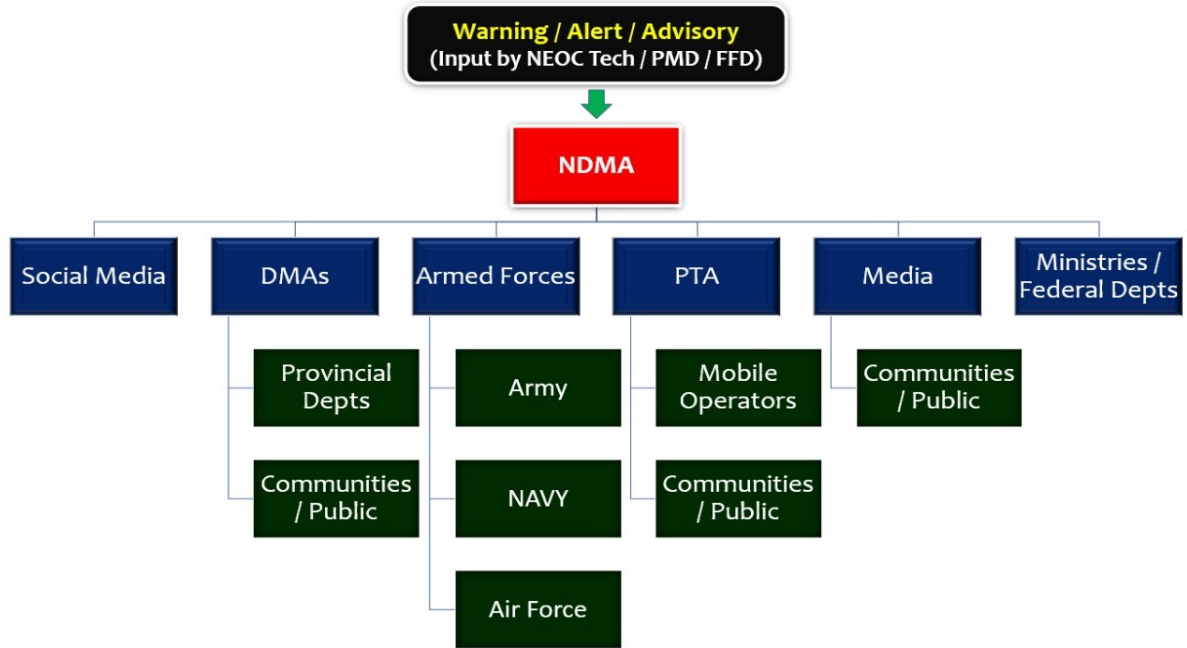 Warning / Alert / Advisory
(Input by NEOC Tech / PMD / FFD)
NDMA
Social Media
DMAs
Armed Forces
PTA
Media
Ministries /
Federal Depts
Provincial
Depts
Army
Mobile
Operators
Communities
/ Public
Communities
/ Public
NAVY
Communities
/ Public
Air Force